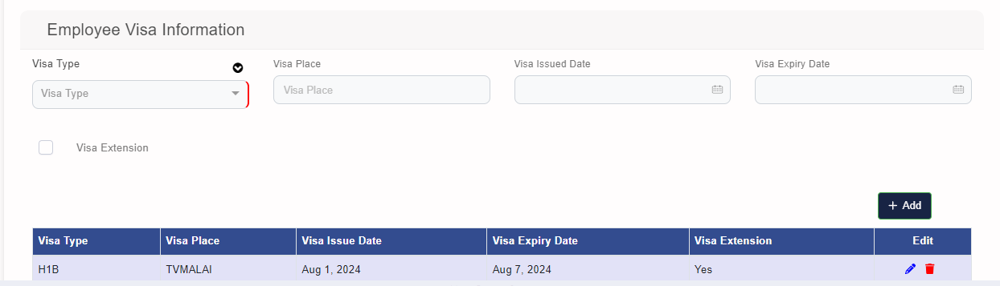 Employee Visa Information
Visa Type
Visa Place
Visa Issued Date
Visa Expiry Date
Visa Type
Visa Place
Visa Extension
+ Add
Visa Type Visa Place Visa Issue Date Visa Expiry Date Visa Extension Edit
H1B TVMALAI Aug 1, 2024 Aug 7, 2024 Yes